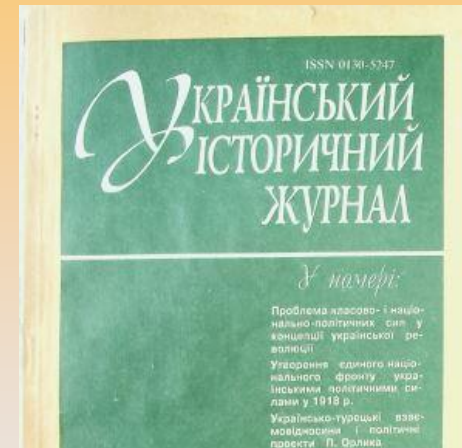 ISSN 0130-5247
УКРАЇНСЬКИЙ
ІСТОРИЧНИЙ
ЖУРНАЛ
У номері:
Проблема класово- і націо-
нально-політичних сил у
концепції української ре-
волюції
Утворення єдиного націо-
нального фронту укра-
їнськими політичними си-
лами у 1918 р.
Українсько-турецькі взає-
мовідносини і політичні
проєкти П. Орлика